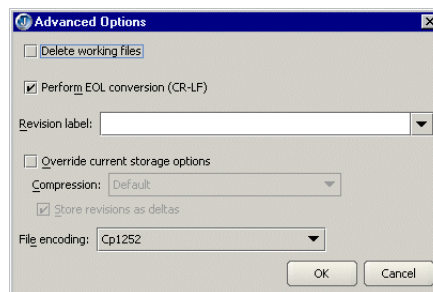 Advanced Options
Delete working files
Perform EOL conversion (CR-LF)
Revision label:
Override current storage options
Compression: Default
Store revisions as deltas
File encoding: Cp1252
OK Cancel